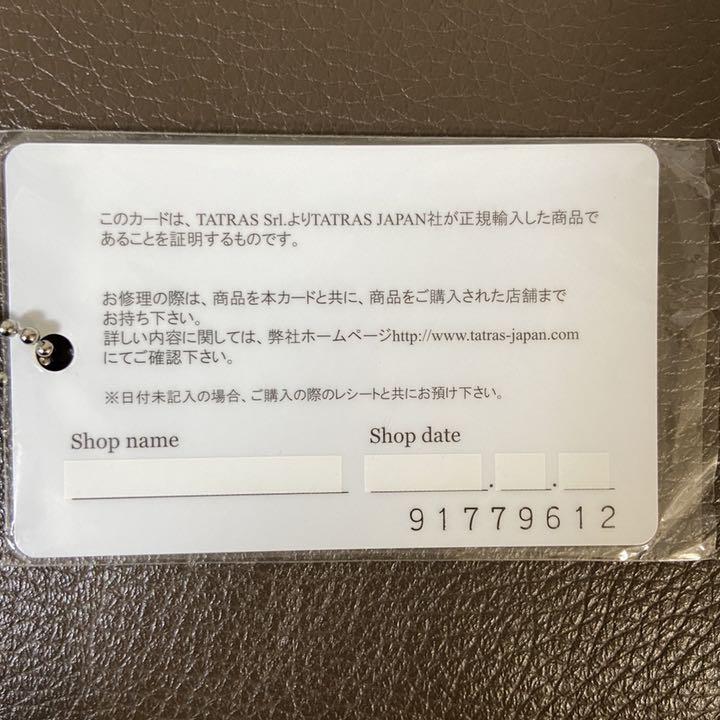 このカードは、TATRAS Srl.よりTATRAS JAPAN社が正規輸入した商品で
あることを証明するものです。
お修理の際は、商品を本カードと共に、商品をご購入された店舗まで
お持ち下さい。
詳しい内容に関しては、弊社ホームページhttp://www.tatras-japan.com
にてご確認下さい。
※日付未記入の場合、ご購入の際のレシートと共にお預け下さい。
Shop name
Shop date
. .
91779612